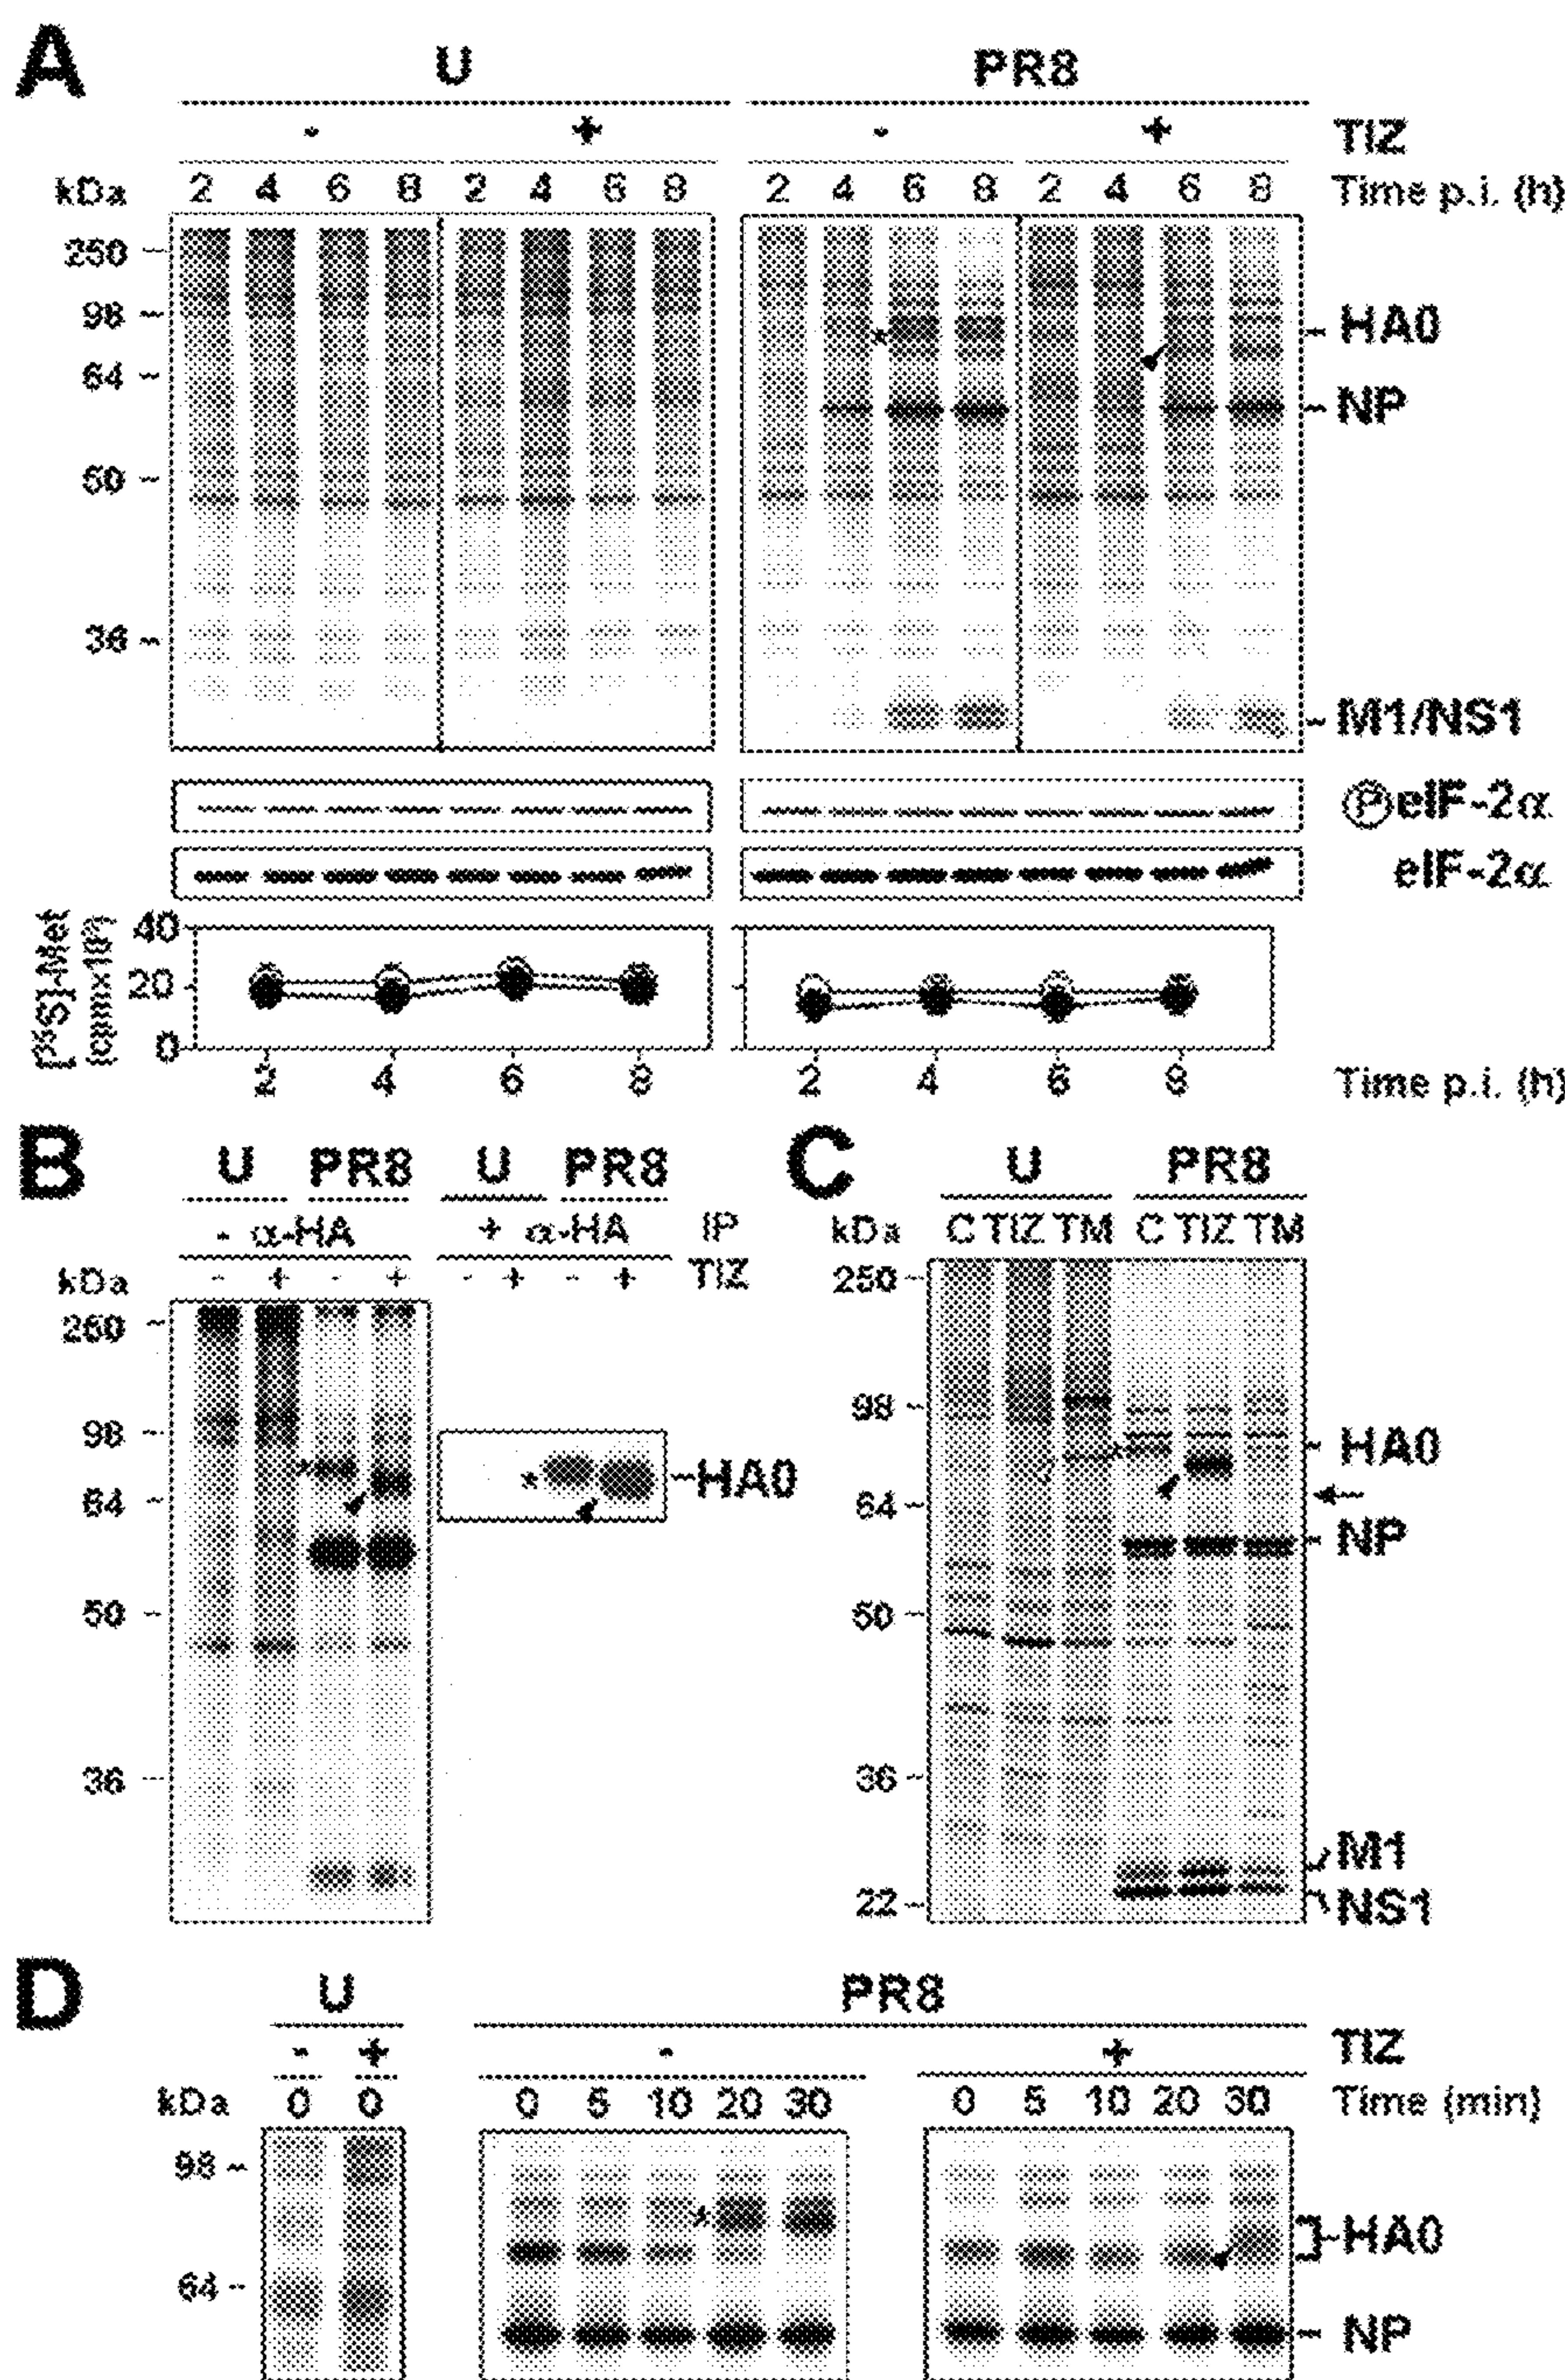 A
U PR8
- + - + TIZ
kDa 2 4 6 8 2 4 6 8 2 4 6 8 2 4 6 8 Time p.i. (h)
250
98 * HA0
64 NP
50
36
M1/NS1
P eIF-2α
eIF-2α
[35S]-Met (cpmx10³)
40
20
0
2 4 6 8 2 4 6 8 Time p.i. (h)
B
U PR8 U PR8
- α-HA + α-HA IP
kDa - + - + - + - + TIZ
250
98
* * HA0
64
50
36
C
U PR8
kDa C TIZ TM C TIZ TM
250
98
* HA0
64
NP
50
36
M1
22 NS1
D
U PR8
- + - + TIZ
kDa 0 0 0 5 10 20 30 0 5 10 20 30 Time (min)
98
* HA0
64
NP